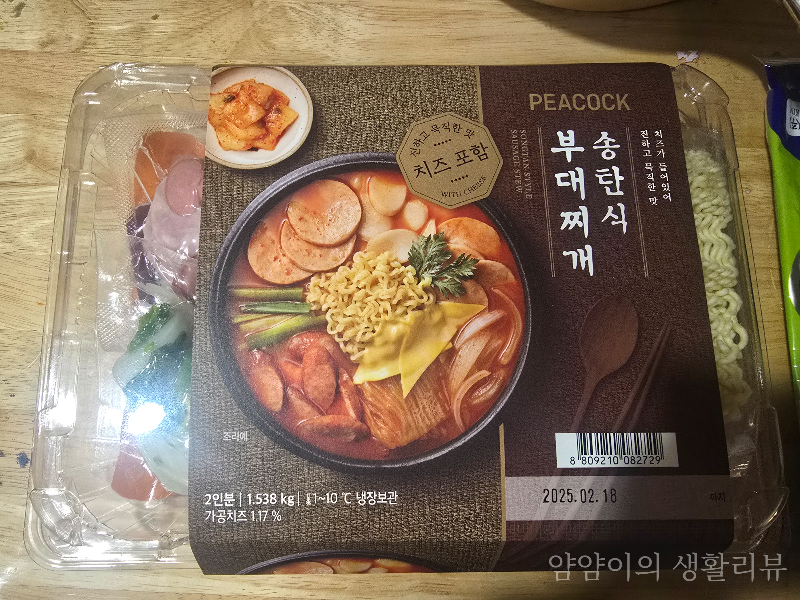 PEACOCK
치즈가 들어있어
진하고 묵직한 맛
송탄식
부대찌개
SONGTAN STYLE
SAUSAGE STEW
진하고 묵직한 맛
치즈 포함
WITH CHEESE
조리예
2인분 | 1.538 kg | 1~10 ℃ 냉장보관
가공치즈 1.17 %
8 809210 082729
2025.02.18
까지
얌얌이의 생활리뷰